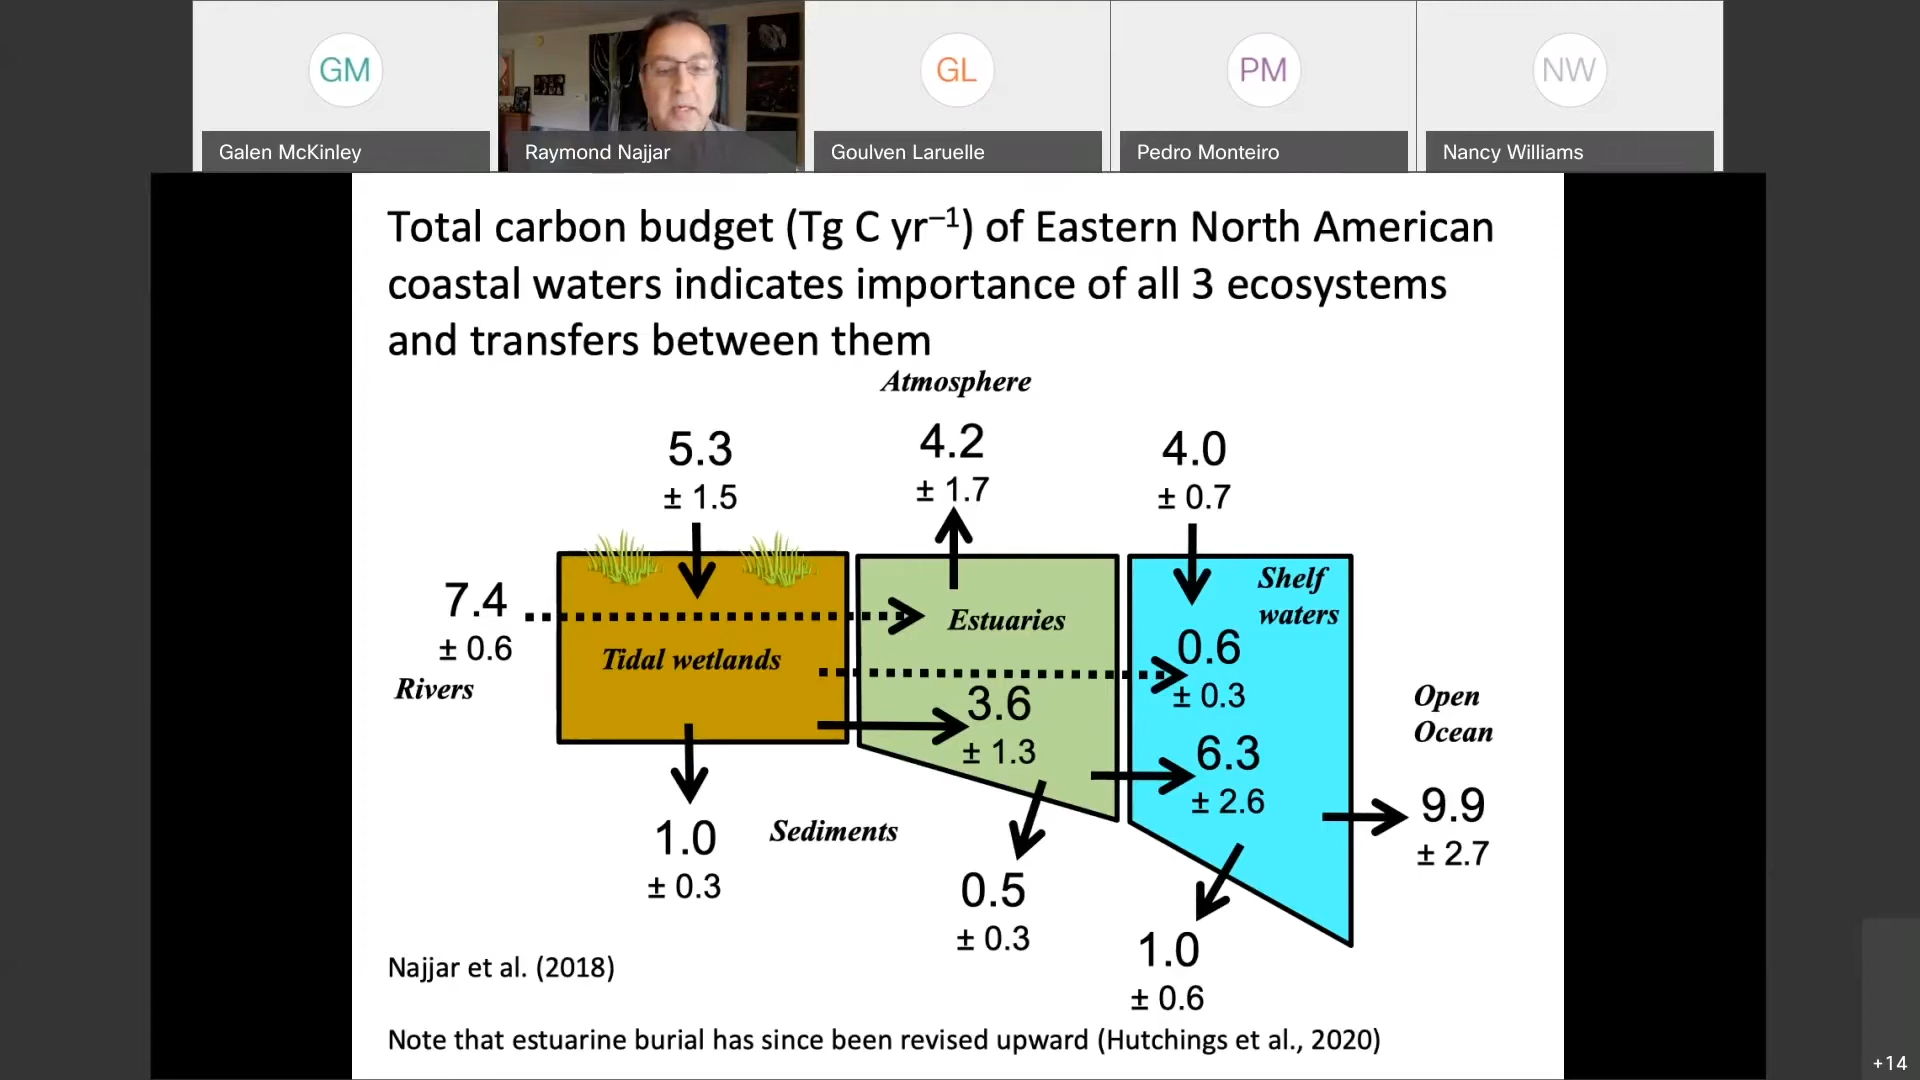 GM
GL
PM
NW
Galen McKinley
Raymond Najjar
Goulven Laruelle
Pedro Monteiro
Nancy Williams
Total carbon budget (Tg C yr⁻¹) of Eastern North American
coastal waters indicates importance of all 3 ecosystems
and transfers between them
Atmosphere
5.3
± 1.5
4.2
± 1.7
4.0
± 0.7
7.4
± 0.6
Rivers
Tidal wetlands
Estuaries
Shelf
waters
0.6
± 0.3
3.6
± 1.3
6.3
± 2.6
Open
Ocean
9.9
± 2.7
1.0
± 0.3
Sediments
0.5
± 0.3
1.0
± 0.6
Najjar et al. (2018)
Note that estuarine burial has since been revised upward (Hutchings et al., 2020)
+14